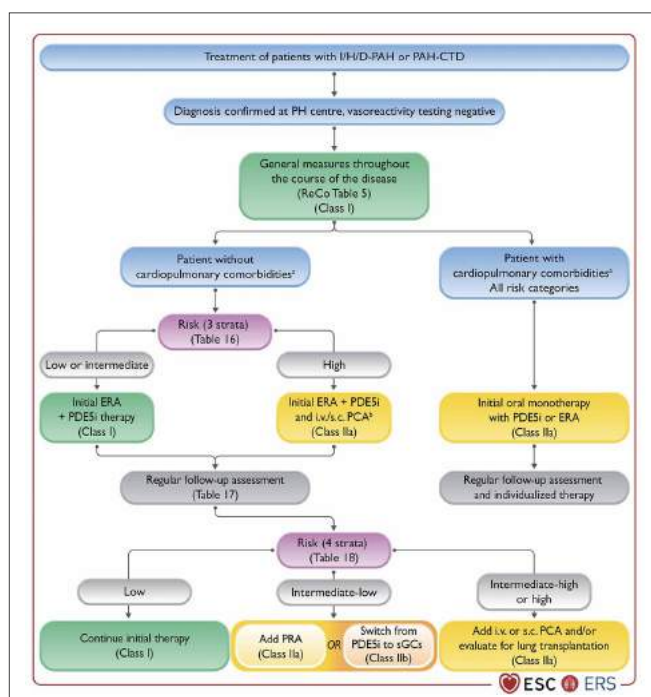 Treatment of patients with I/H/D-PAH or PAH-CTD
Diagnosis confirmed at PH centre, vasoreactivity testing negative
General measures throughout
the course of the disease
(ReCo Table 5)
(Class I)
Patient without
cardiopulmonary comorbiditiesᵃ
Patient with
cardiopulmonary comorbiditiesᵃ
All risk categories
Risk (3 strata)
(Table 16)
Low or intermediate
High
Initial ERA
+ PDE5i therapy
(Class I)
Initial ERA + PDE5i
and i.v./s.c. PCAᵇ
(Class IIa)
Initial oral monotherapy
with PDE5i or ERA
(Class IIa)
Regular follow-up assessment
(Table 17)
Regular follow-up assessment
and individualized therapy
Risk (4 strata)
(Table 18)
Low
Intermediate-low
Intermediate-high
or high
Continue initial therapy
(Class I)
Add PRA
(Class IIa)
OR
Switch from
PDE5i to sGCs
(Class IIb)
Add i.v. or s.c. PCA and/or
evaluate for lung transplantation
(Class IIa)
ESC ERS